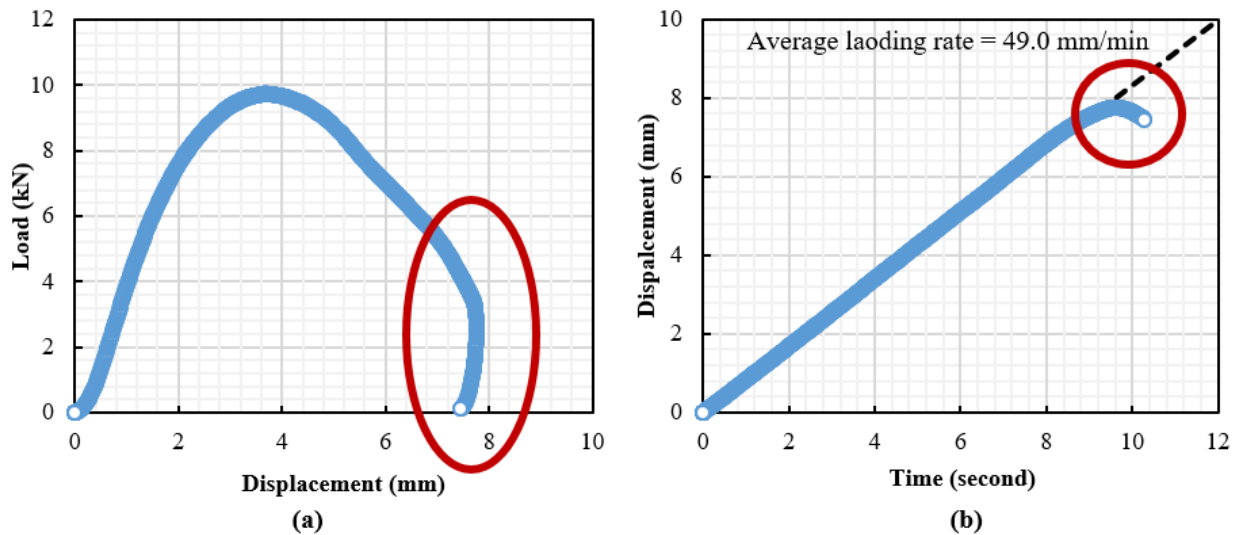 12
10
8
6
4
2
0
Load (kN)
0 2 4 6 8 10
Displacement (mm)
(a)
10
8
6
4
2
0
Dispalcement (mm)
Average laoding rate = 49.0 mm/min
0 2 4 6 8 10 12
Time (second)
(b)